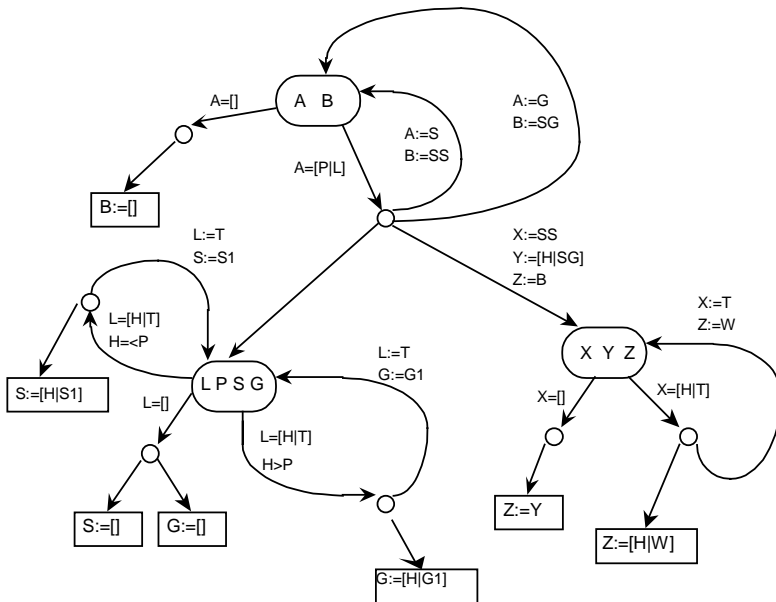 A B
A=[]
A:=G
B:=SG
A:=S
B:=SS
A=[P|L]
B:=[]
L:=T
S:=S1
X:=SS
Y:=[H|SG]
Z:=B
X:=T
Z:=W
L=[H|T]
H=<P
X Y Z
L:=T
G:=G1
L P S G
S:=[H|S1]
L=[]
X=[]
X=[H|T]
L=[H|T]
H>P
Z:=Y
S:=[]
G:=[]
Z:=[H|W]
G:=[H|G1]